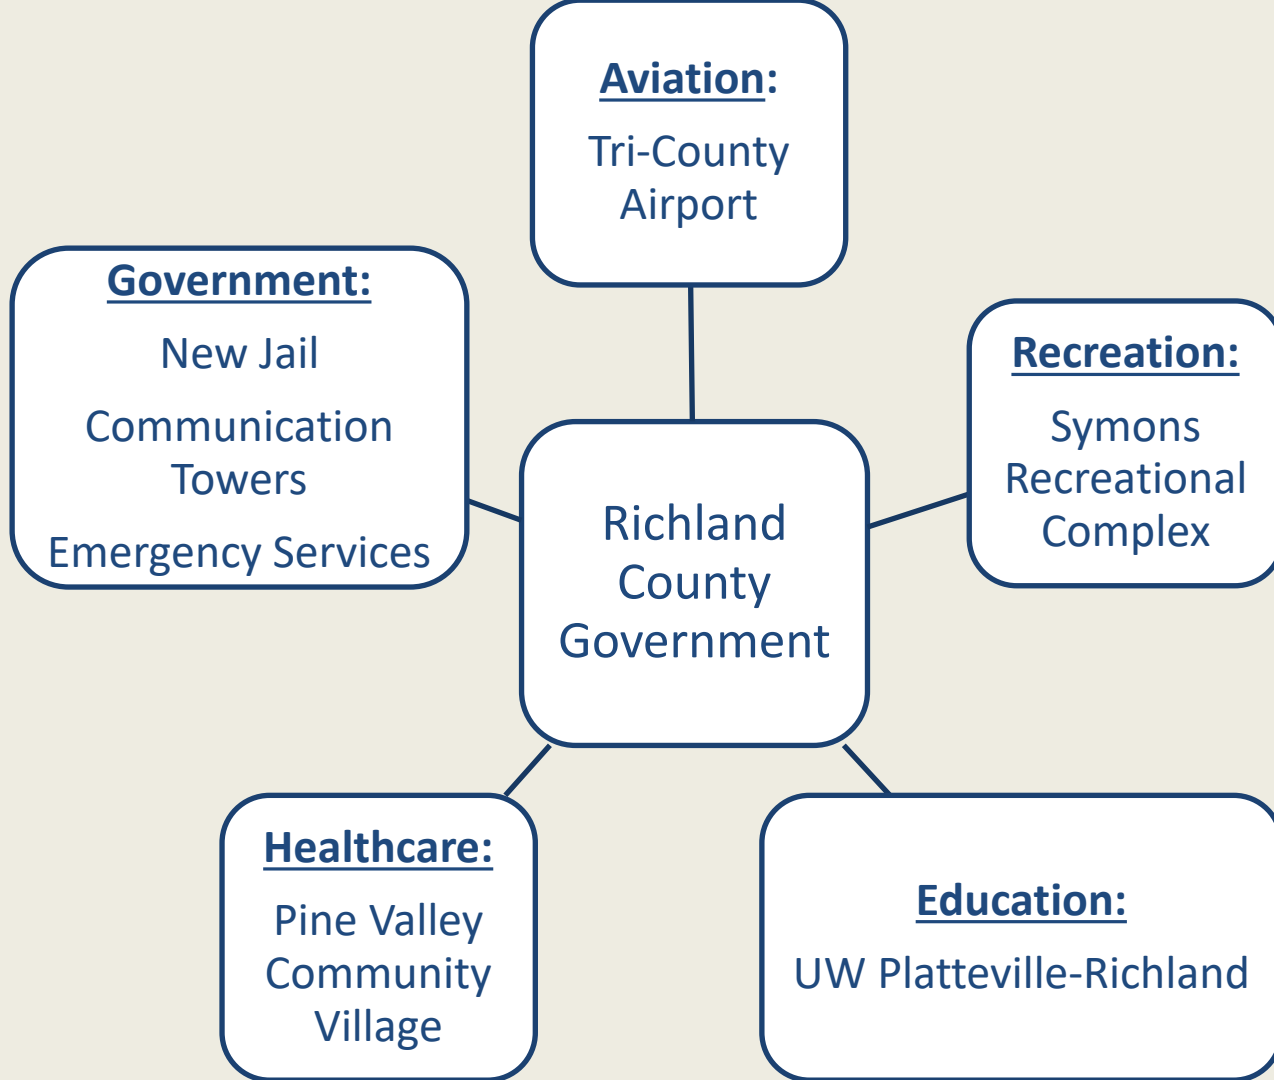 Aviation:
Tri-County
Airport
Government:
New Jail
Communication
Towers
Emergency Services
Recreation:
Symons
Recreational
Complex
Richland
County
Government
Healthcare:
Pine Valley
Community
Village
Education:
UW Platteville-Richland